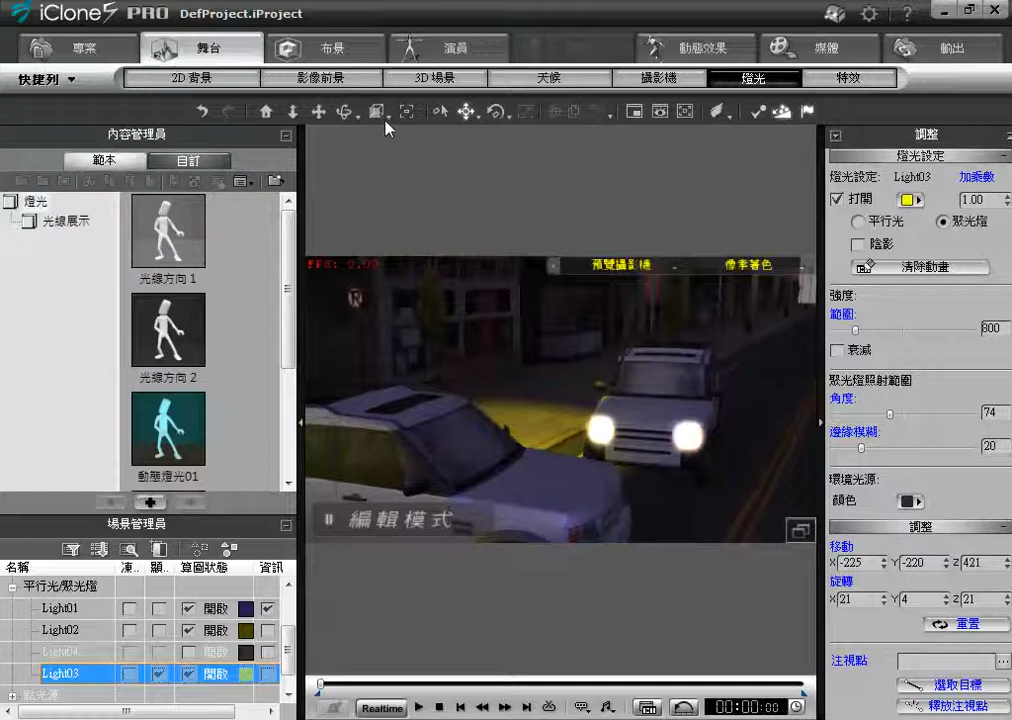 iClone5 PRO DefProject.iProject
專案 舞台 布景 演員 動態效果 媒體 輸出
快捷列 2D 背景 影像前景 3D 場景 天候 攝影機 燈光 特效
內容管理員
範本 自訂
燈光
光線展示
光線方向 1
光線方向 2
動態燈光01
場景管理員
名稱 凍.. 顯.. 算圖狀態 資訊
平行光/聚光燈
Light01 開啟
Light02 開啟
Light04
Light03 開啟
點光源
FPS: 0.00 預覽攝影機 像素著色
R
編輯模式
Realtime 00:00:00
調整
燈光設定
燈光設定: Light03 加乘數
打開 1.00
平行光 聚光燈
陰影
清除動畫
強度:
範圍: 800
衰減
聚光燈照射範圍
角度: 74
邊緣模糊: 20
環境光源:
顏色
調整
移動
X -225 Y -220 Z 421
旋轉
X 21 Y 4 Z 21
重置
注視點
選取目標
釋放注視點